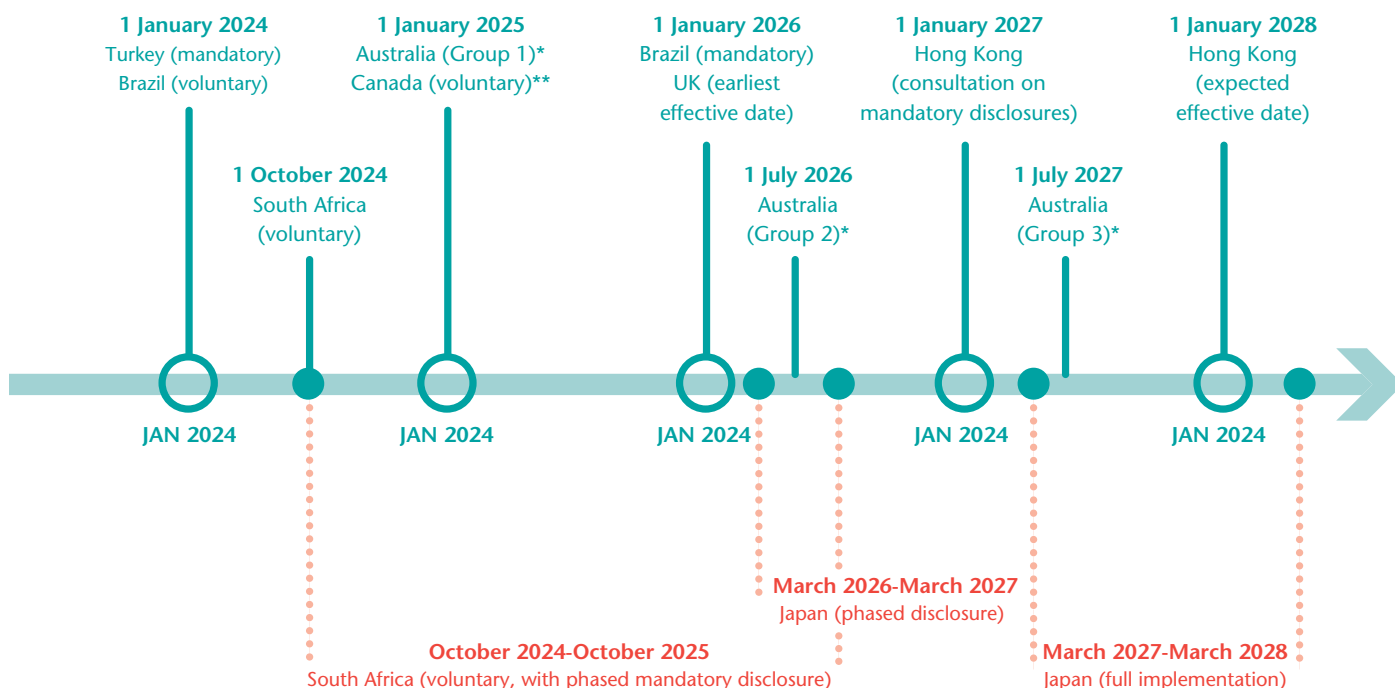 1 January 2024
Turkey (mandatory)
Brazil (voluntary)
1 January 2025
Australia (Group 1)*
Canada (voluntary)**
1 January 2026
Brazil (mandatory)
UK (earliest
effective date)
1 January 2027
Hong Kong
(consultation on
mandatory disclosures)
1 January 2028
Hong Kong
(expected
effective date)
1 October 2024
South Africa
(voluntary)
1 July 2026
Australia
(Group 2)*
1 July 2027
Australia
(Group 3)*
JAN 2024
JAN 2024
JAN 2024
JAN 2024
JAN 2024
March 2026-March 2027
Japan (phased disclosure)
October 2024-October 2025
South Africa (voluntary, with phased mandatory disclosure)
March 2027-March 2028
Japan (full implementation)